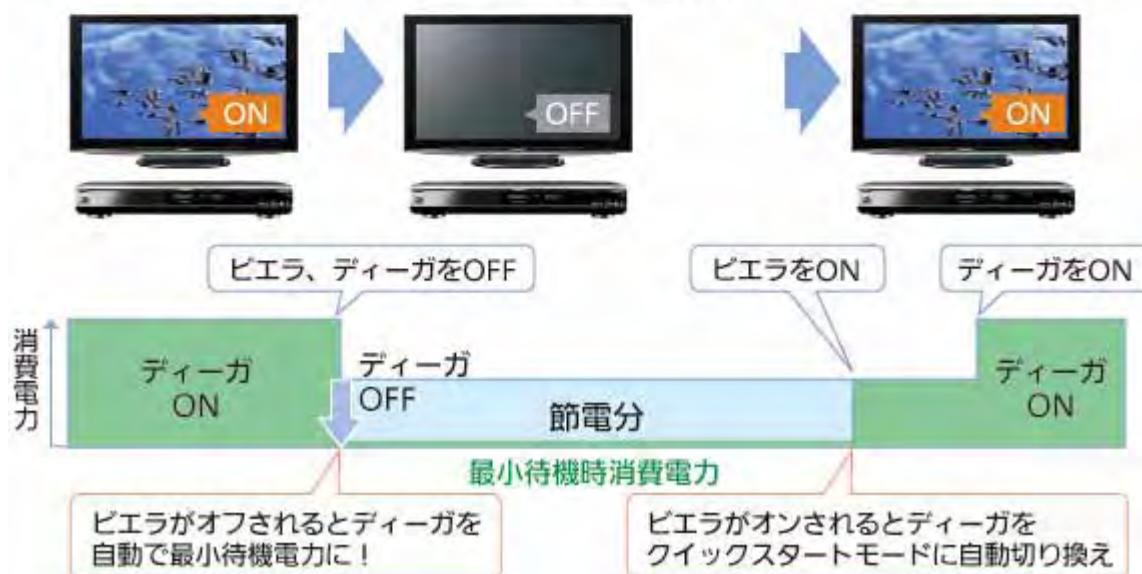 ON
OFF
ON
ビエラ、ディーガをOFF
ビエラをON
ディーガをON
消費電力
ディーガ
ON
ディーガ
OFF
節電分
ディーガ
ON
最小待機時消費電力
ビエラがオフされるとディーガを
自動で最小待機電力に！
ビエラがオンされるとディーガを
クイックスタートモードに自動切り換え